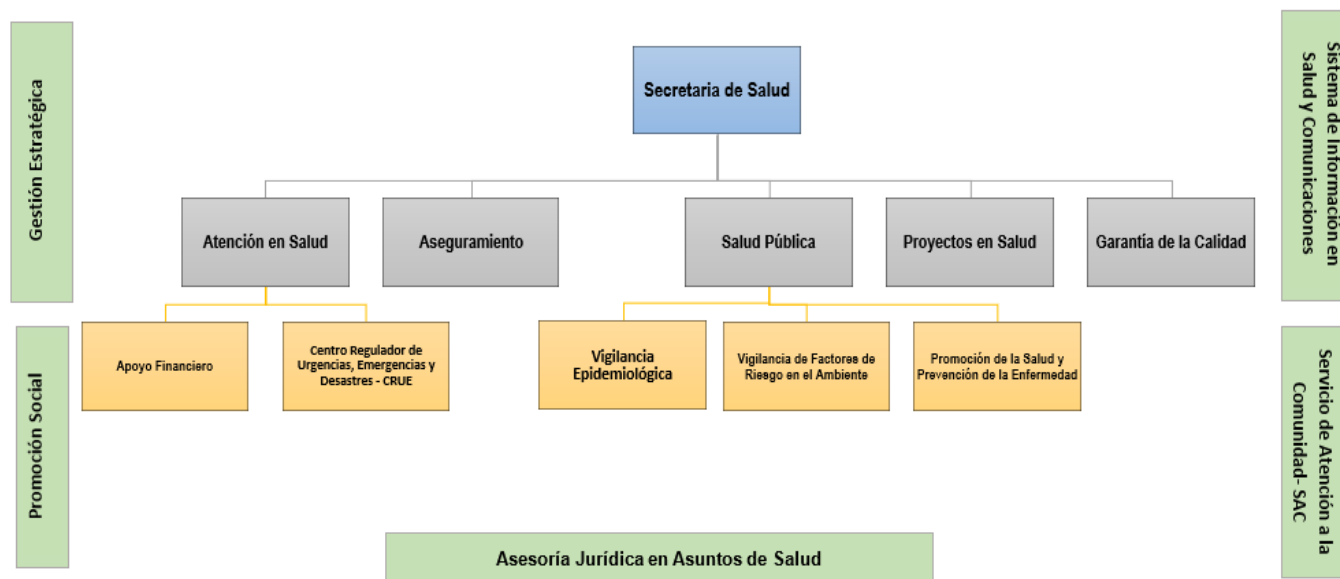 Gestión Estratégica
Secretaria de Salud
Sistema de Información en
Salud y Comunicaciones
Atención en Salud
Aseguramiento
Salud Pública
Proyectos en Salud
Garantía de la Calidad
Promoción Social
Apoyo Financiero
Centro Regulador de
Urgencias, Emergencias y
Desastres - CRUE
Vigilancia
Epidemiológica
Vigilancia de Factores de
Riesgo en el Ambiente
Promoción de la Salud y
Prevención de la Enfermedad
Servicio de Atención a la
Comunidad- SAC
Asesoría Jurídica en Asuntos de Salud